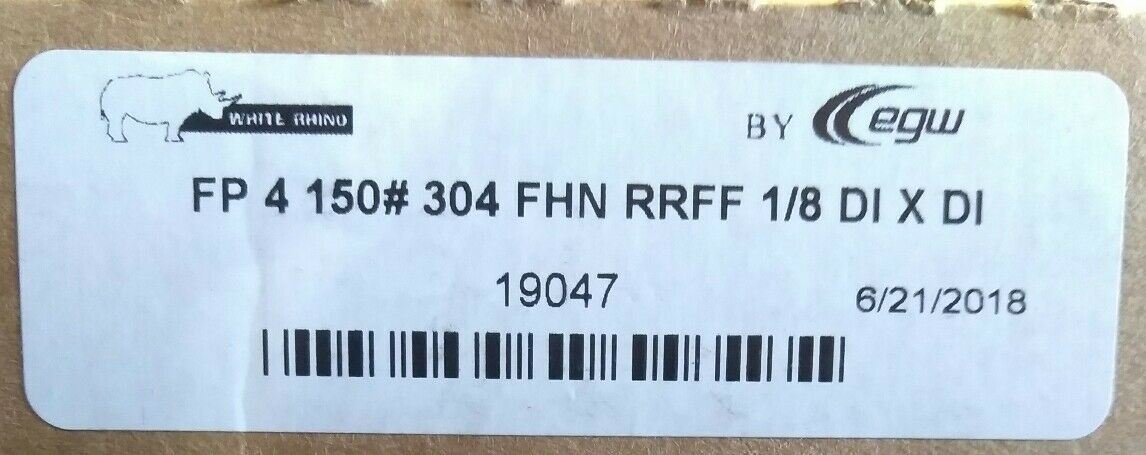 WHITE RHINO BY egw
FP 4 150# 304 FHN RRFF 1/8 DI X DI
19047 6/21/2018